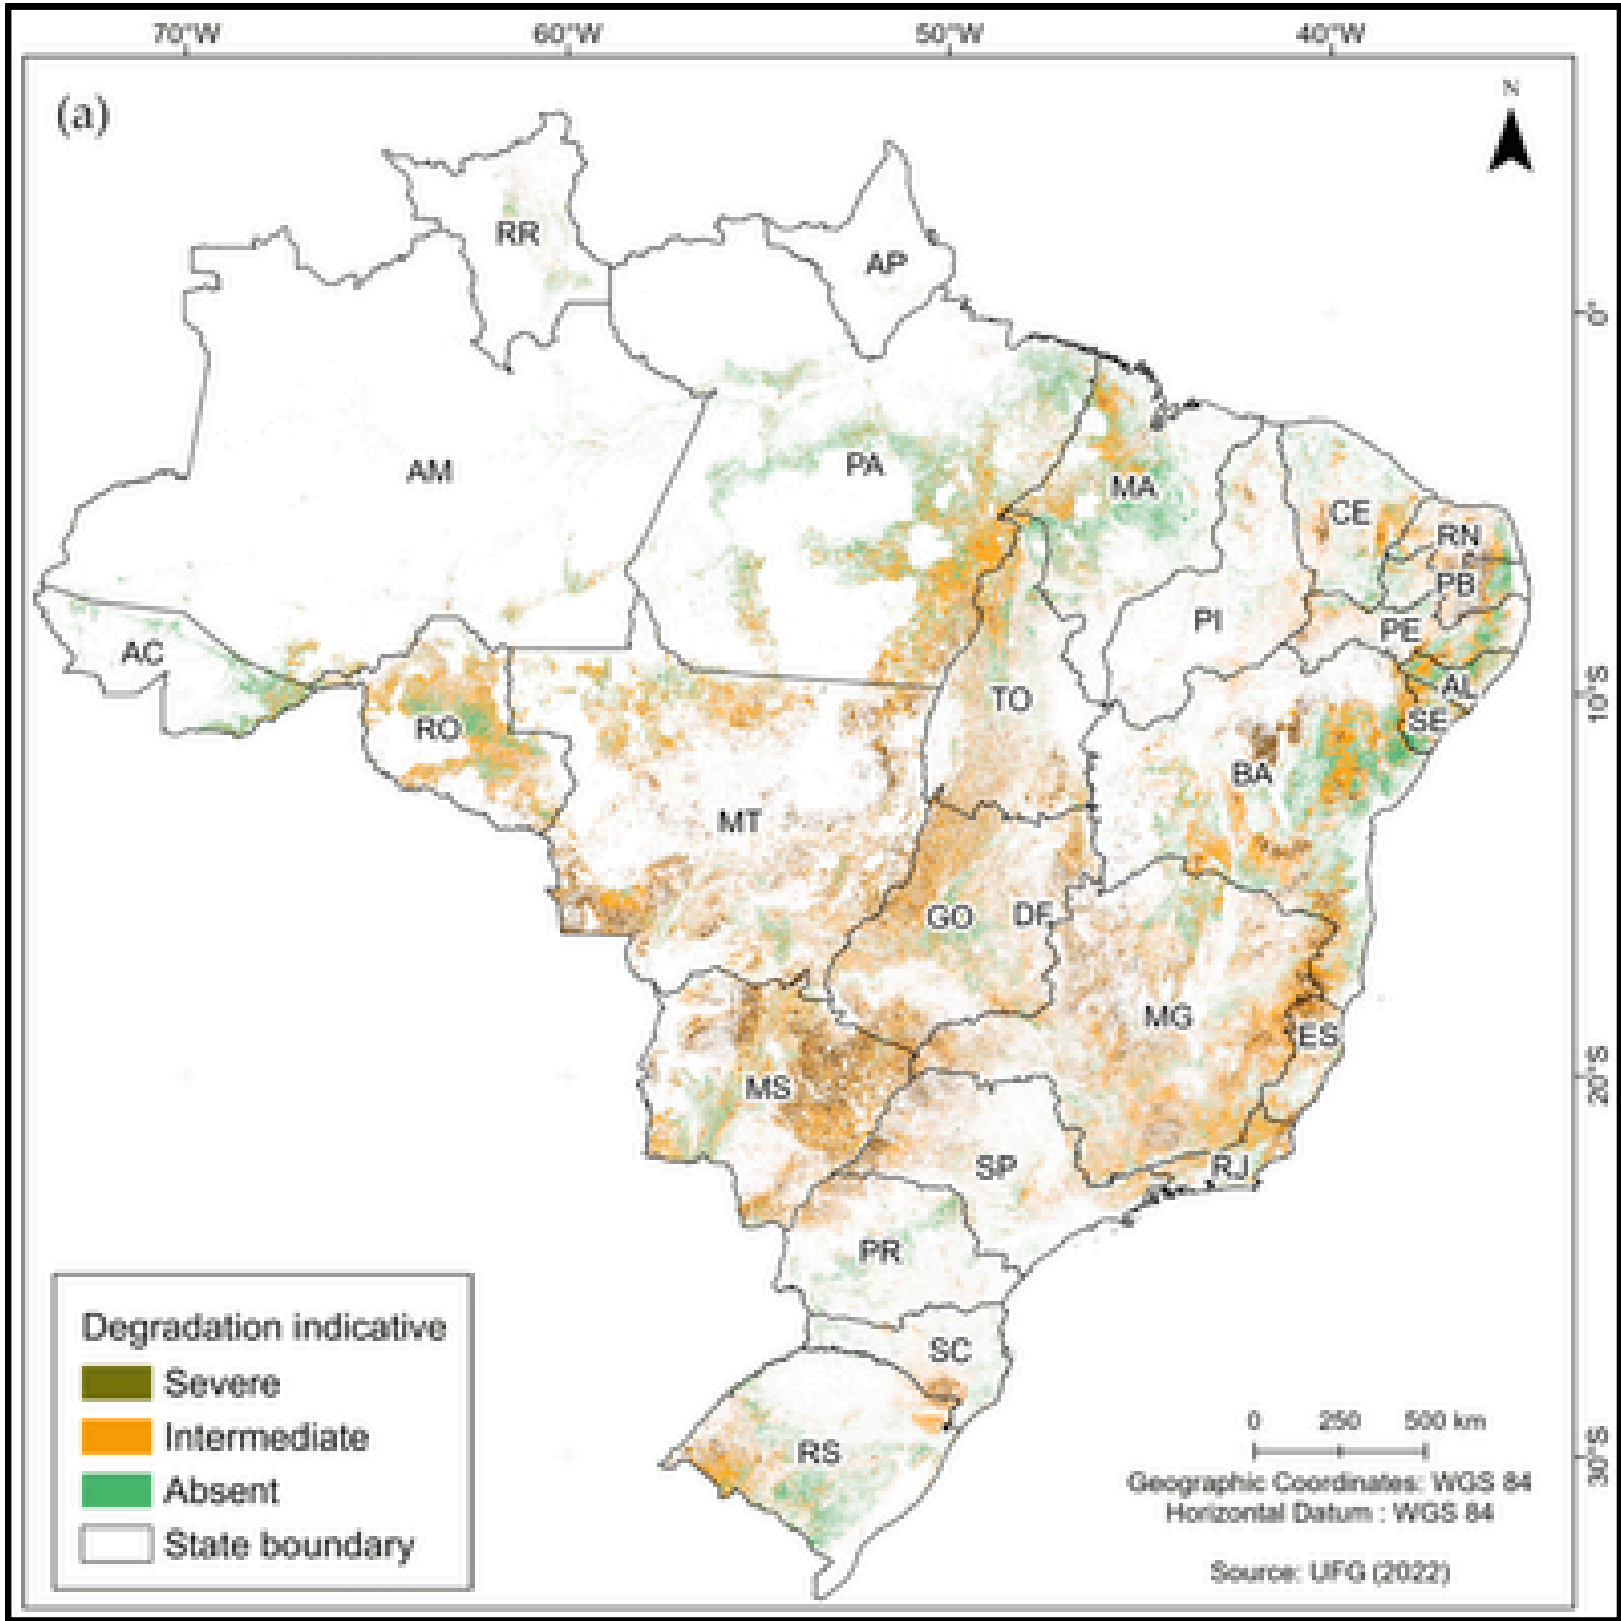 70°W 60°W 50°W 40°W
(a)
N
RR
AP
0°
AM
PA
MA
CE
RN
PB
PI
PE
AC
AL
10°S
TO
SE
RO
BA
MT
GO
DF
MG
ES
MS
20°S
SP
RJ
PR
SC
RS
30°S
Degradation indicative
Severe
Intermediate
Absent
State boundary
0 250 500 km
Geographic Coordinates: WGS 84
Horizontal Datum : WGS 84
Source: UFG (2022)